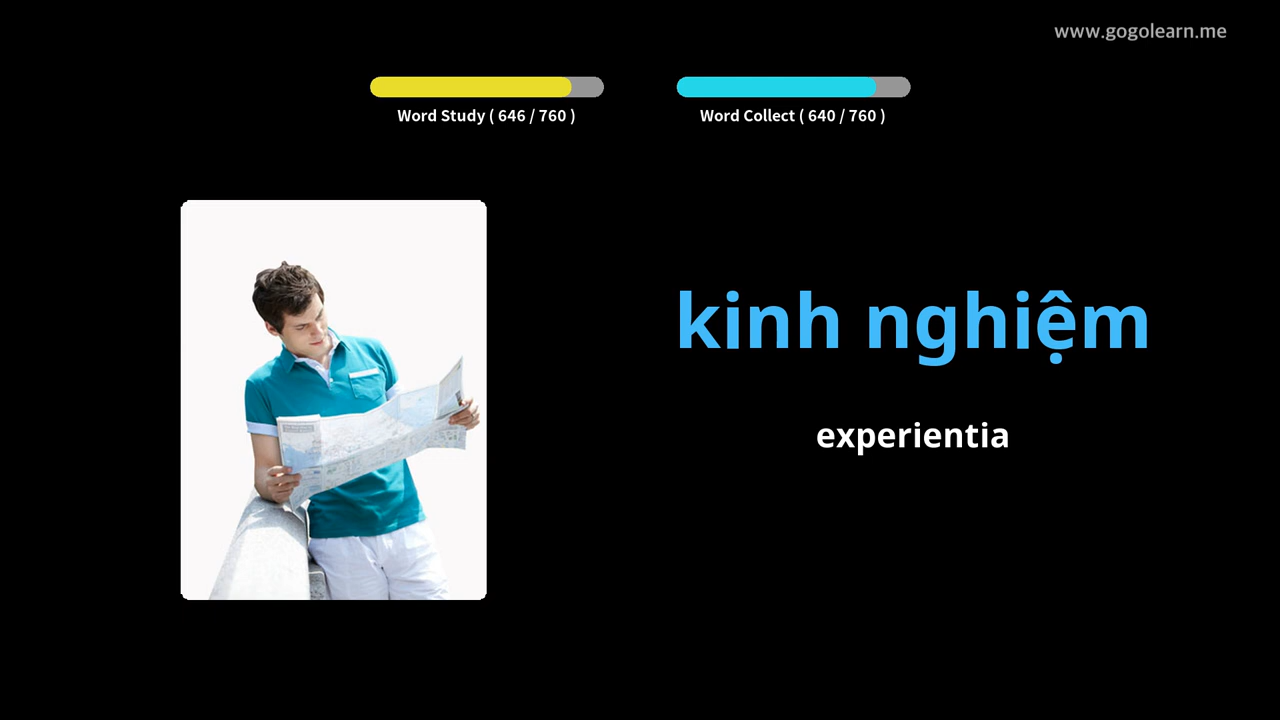 www.gogolearn.me
Word Study ( 646 / 760 )
Word Collect ( 640 / 760 )
kinh nghiệm
experientia